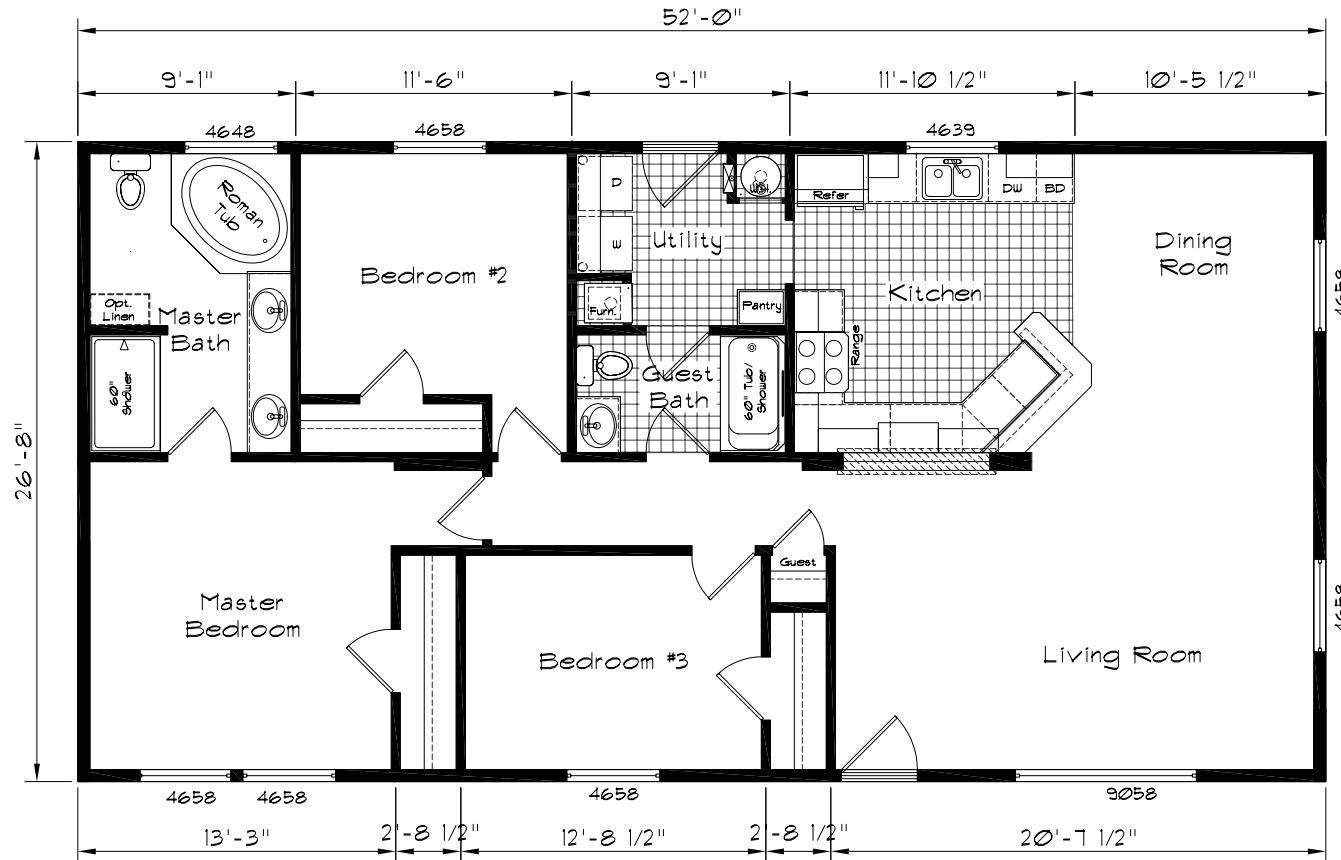 52'-0"
9'-1"
11'-6"
9'-1"
11'-10 1/2"
10'-5 1/2"
4648
4658
4639
Roman
Tub
D
W
Refer
DW
BD
Utility
Dining
Room
Bedroom #2
Kitchen
4658
Opt.
Linen
Master
Bath
Furn.
Pantry
Range
60"
Shower
Guest
Bath
60" Tub/
Shower
26'-8"
Guest
Master
Bedroom
Bedroom #3
Living Room
4658
4658
4658
4658
9058
13'-3"
2'-8 1/2"
12'-8 1/2"
2'-8 1/2"
20'-7 1/2"